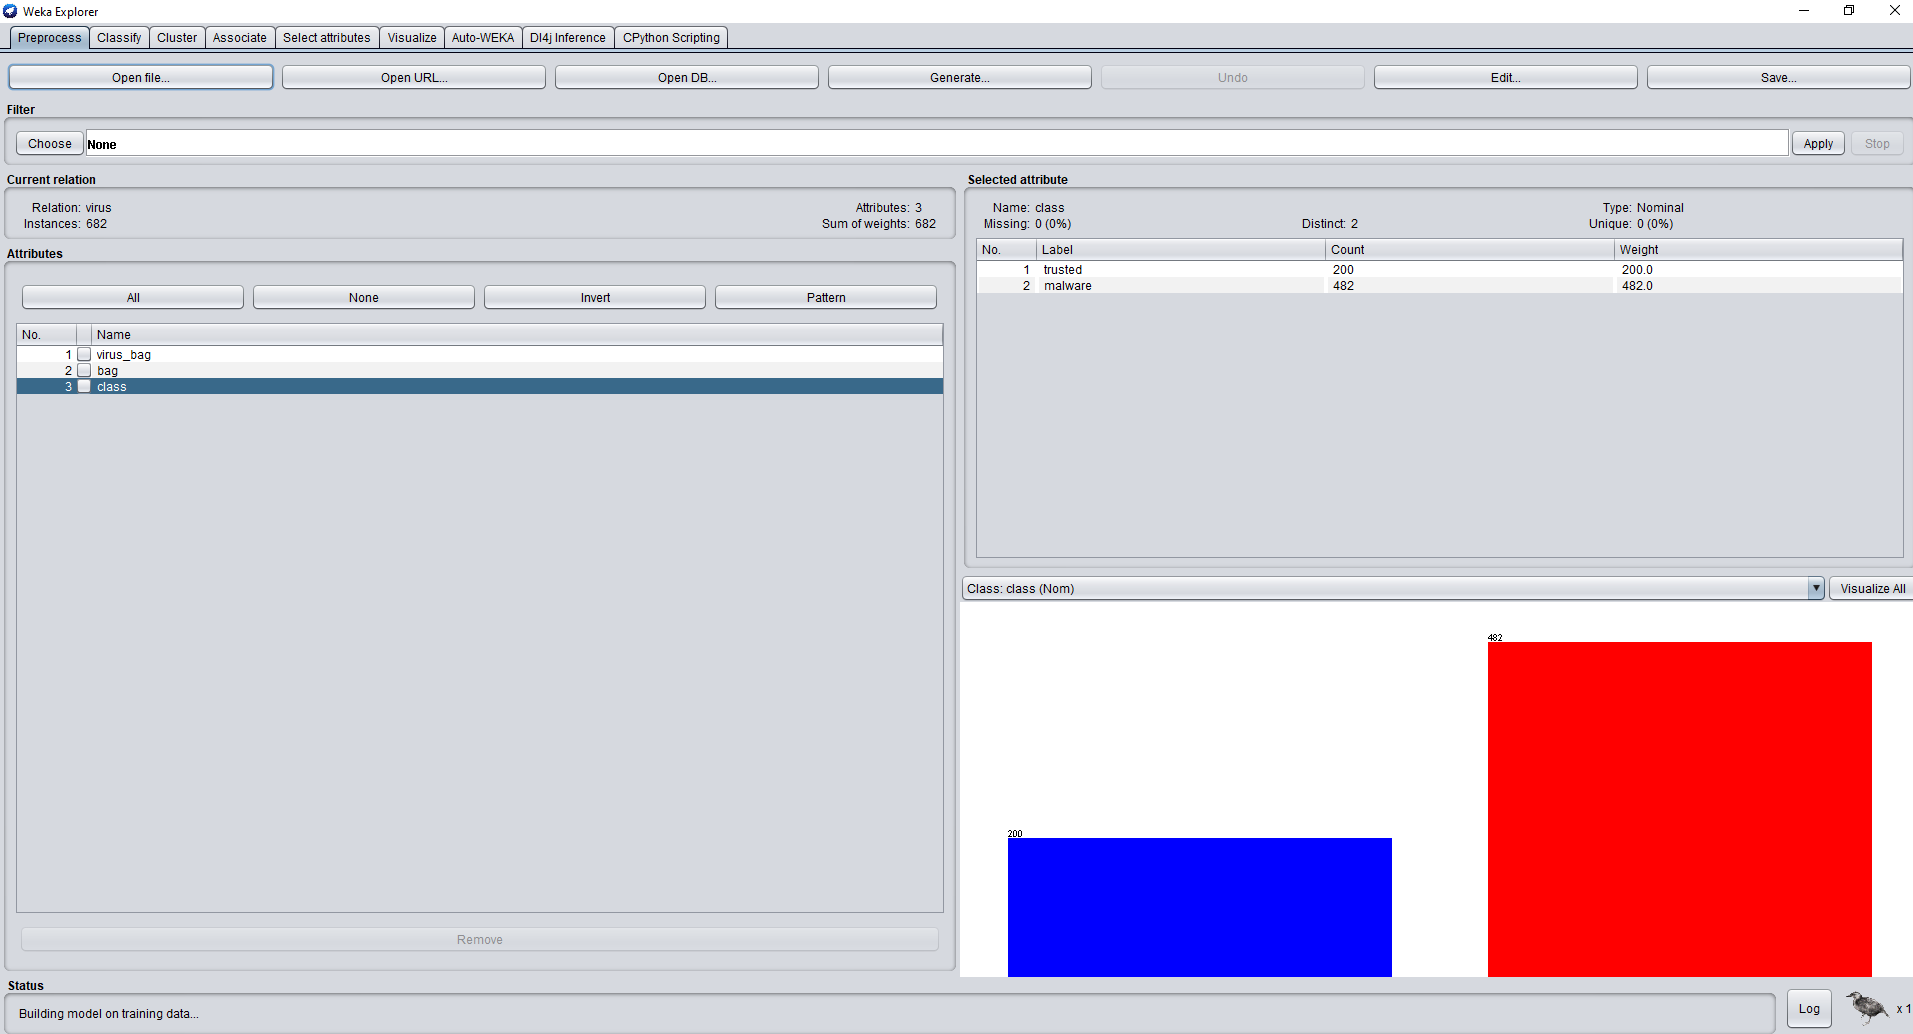 Weka Explorer
Preprocess Classify Cluster Associate Select attributes Visualize Auto-WEKA Dl4j Inference CPython Scripting
Open file... Open URL... Open DB... Generate... Undo Edit... Save...
Filter
Choose None Apply Stop
Current relation
Relation: virus Attributes: 3
Instances: 682 Sum of weights: 682
Attributes
All None Invert Pattern
No. Name
1 virus_bag
2 bag
3 class
Remove
Selected attribute
Name: class Type: Nominal
Missing: 0 (0%) Distinct: 2 Unique: 0 (0%)
No. Label Count Weight
1 trusted 200 200.0
2 malware 482 482.0
Class: class (Nom) Visualize All
482
200
Status
Building model on training data...
Log x 1